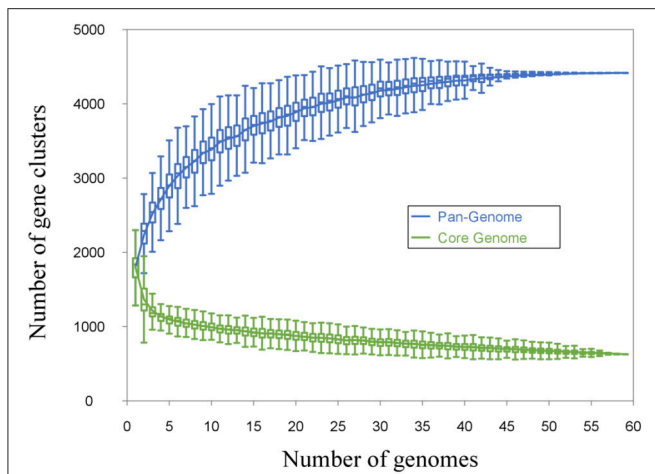 5000
4000
3000
2000
1000
0
Number of gene clusters
Pan-Genome
Core Genome
0 5 10 15 20 25 30 35 40 45 50 55 60
Number of genomes